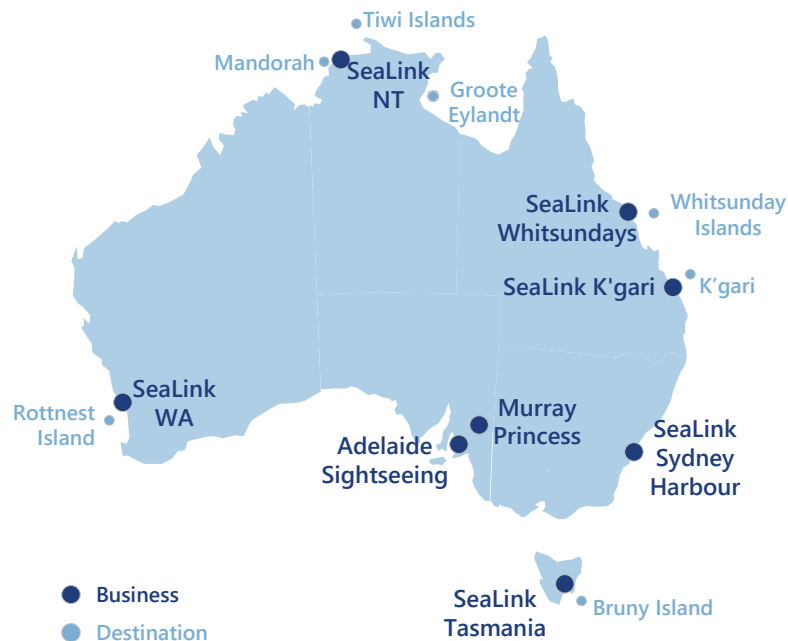 Tiwi Islands
Mandorah
SeaLink
NT
Groote
Eylandt
SeaLink
Whitsundays
Whitsunday
Islands
SeaLink K'gari
K’gari
SeaLink
WA
Rottnest
Island
Murray
Princess
Adelaide
Sightseeing
SeaLink
Sydney
Harbour
Business
SeaLink
Tasmania
Bruny Island
Destination